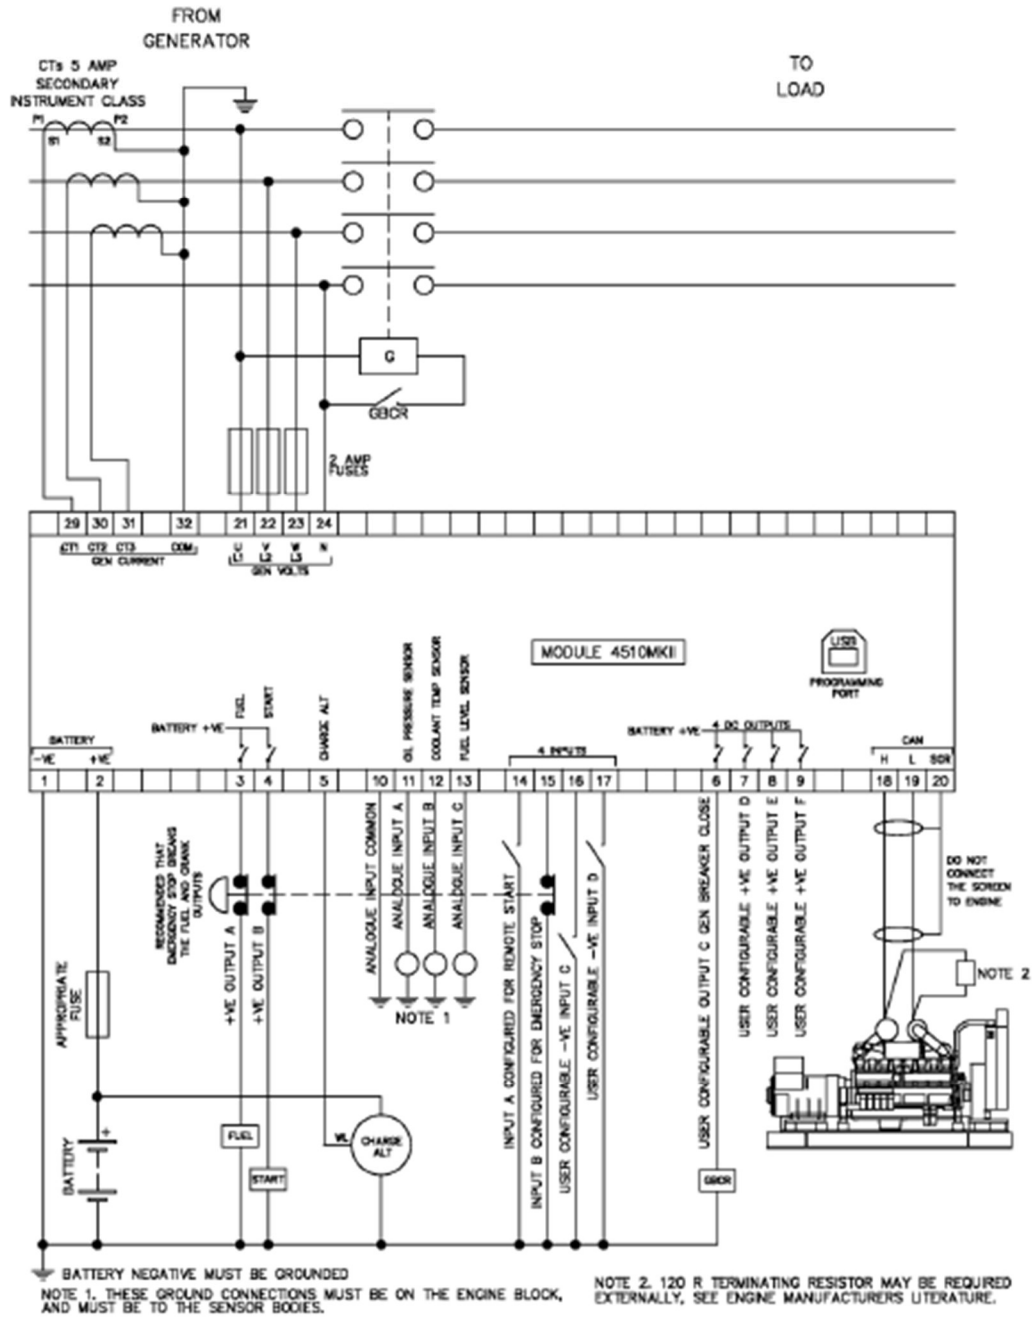 FROM
GENERATOR
CTs 5 AMP
SECONDARY
INSTRUMENT CLASS
P1 P2
S1 S2
TO
LOAD
G
GBCR
2 AMP
FUSES
29 30 31 32 21 22 23 24
CT1 CT2 CT3 COM
GEN CURRENT
U V W N
L1 L2 L3
GEN VOLTS
MODULE 4510MKII
USB
PROGRAMMING
PORT
BATTERY
-VE +VE
BATTERY +VE
FUEL
START
CHARGE ALT
OIL PRESSURE SENSOR
COOLANT TEMP SENSOR
FUEL LEVEL SENSOR
4 INPUTS
BATTERY +VE
4 DC OUTPUTS
CAN
H L SCR
1 2 3 4 5 10 11 12 13 14 15 16 17 6 7 8 9 18 19 20
RECOMMENDED THAT
EMERGENCY STOP BREAKS
THE FUEL AND CRANK
OUTPUTS
+VE OUTPUT A
+VE OUTPUT B
ANALOGUE INPUT COMMON
ANALOGUE INPUT A
ANALOGUE INPUT B
ANALOGUE INPUT C
NOTE 1
INPUT A CONFIGURED FOR REMOTE START
INPUT B CONFIGURED FOR EMERGENCY STOP
USER CONFIGURABLE -VE INPUT C
USER CONFIGURABLE -VE INPUT D
USER CONFIGURABLE OUTPUT C GEN BREAKER CLOSE
USER CONFIGURABLE +VE OUTPUT D
USER CONFIGURABLE +VE OUTPUT E
USER CONFIGURABLE +VE OUTPUT F
DO NOT
CONNECT
THE SCREEN
TO ENGINE
NOTE 2
APPROPRIATE
FUSE
BATTERY
+
FUEL
START
WL
CHARGE
ALT
GBCR
BATTERY NEGATIVE MUST BE GROUNDED
NOTE 1. THESE GROUND CONNECTIONS MUST BE ON THE ENGINE BLOCK,
AND MUST BE TO THE SENSOR BODIES.
NOTE 2. 120 R TERMINATING RESISTOR MAY BE REQUIRED
EXTERNALLY, SEE ENGINE MANUFACTURERS LITERATURE.